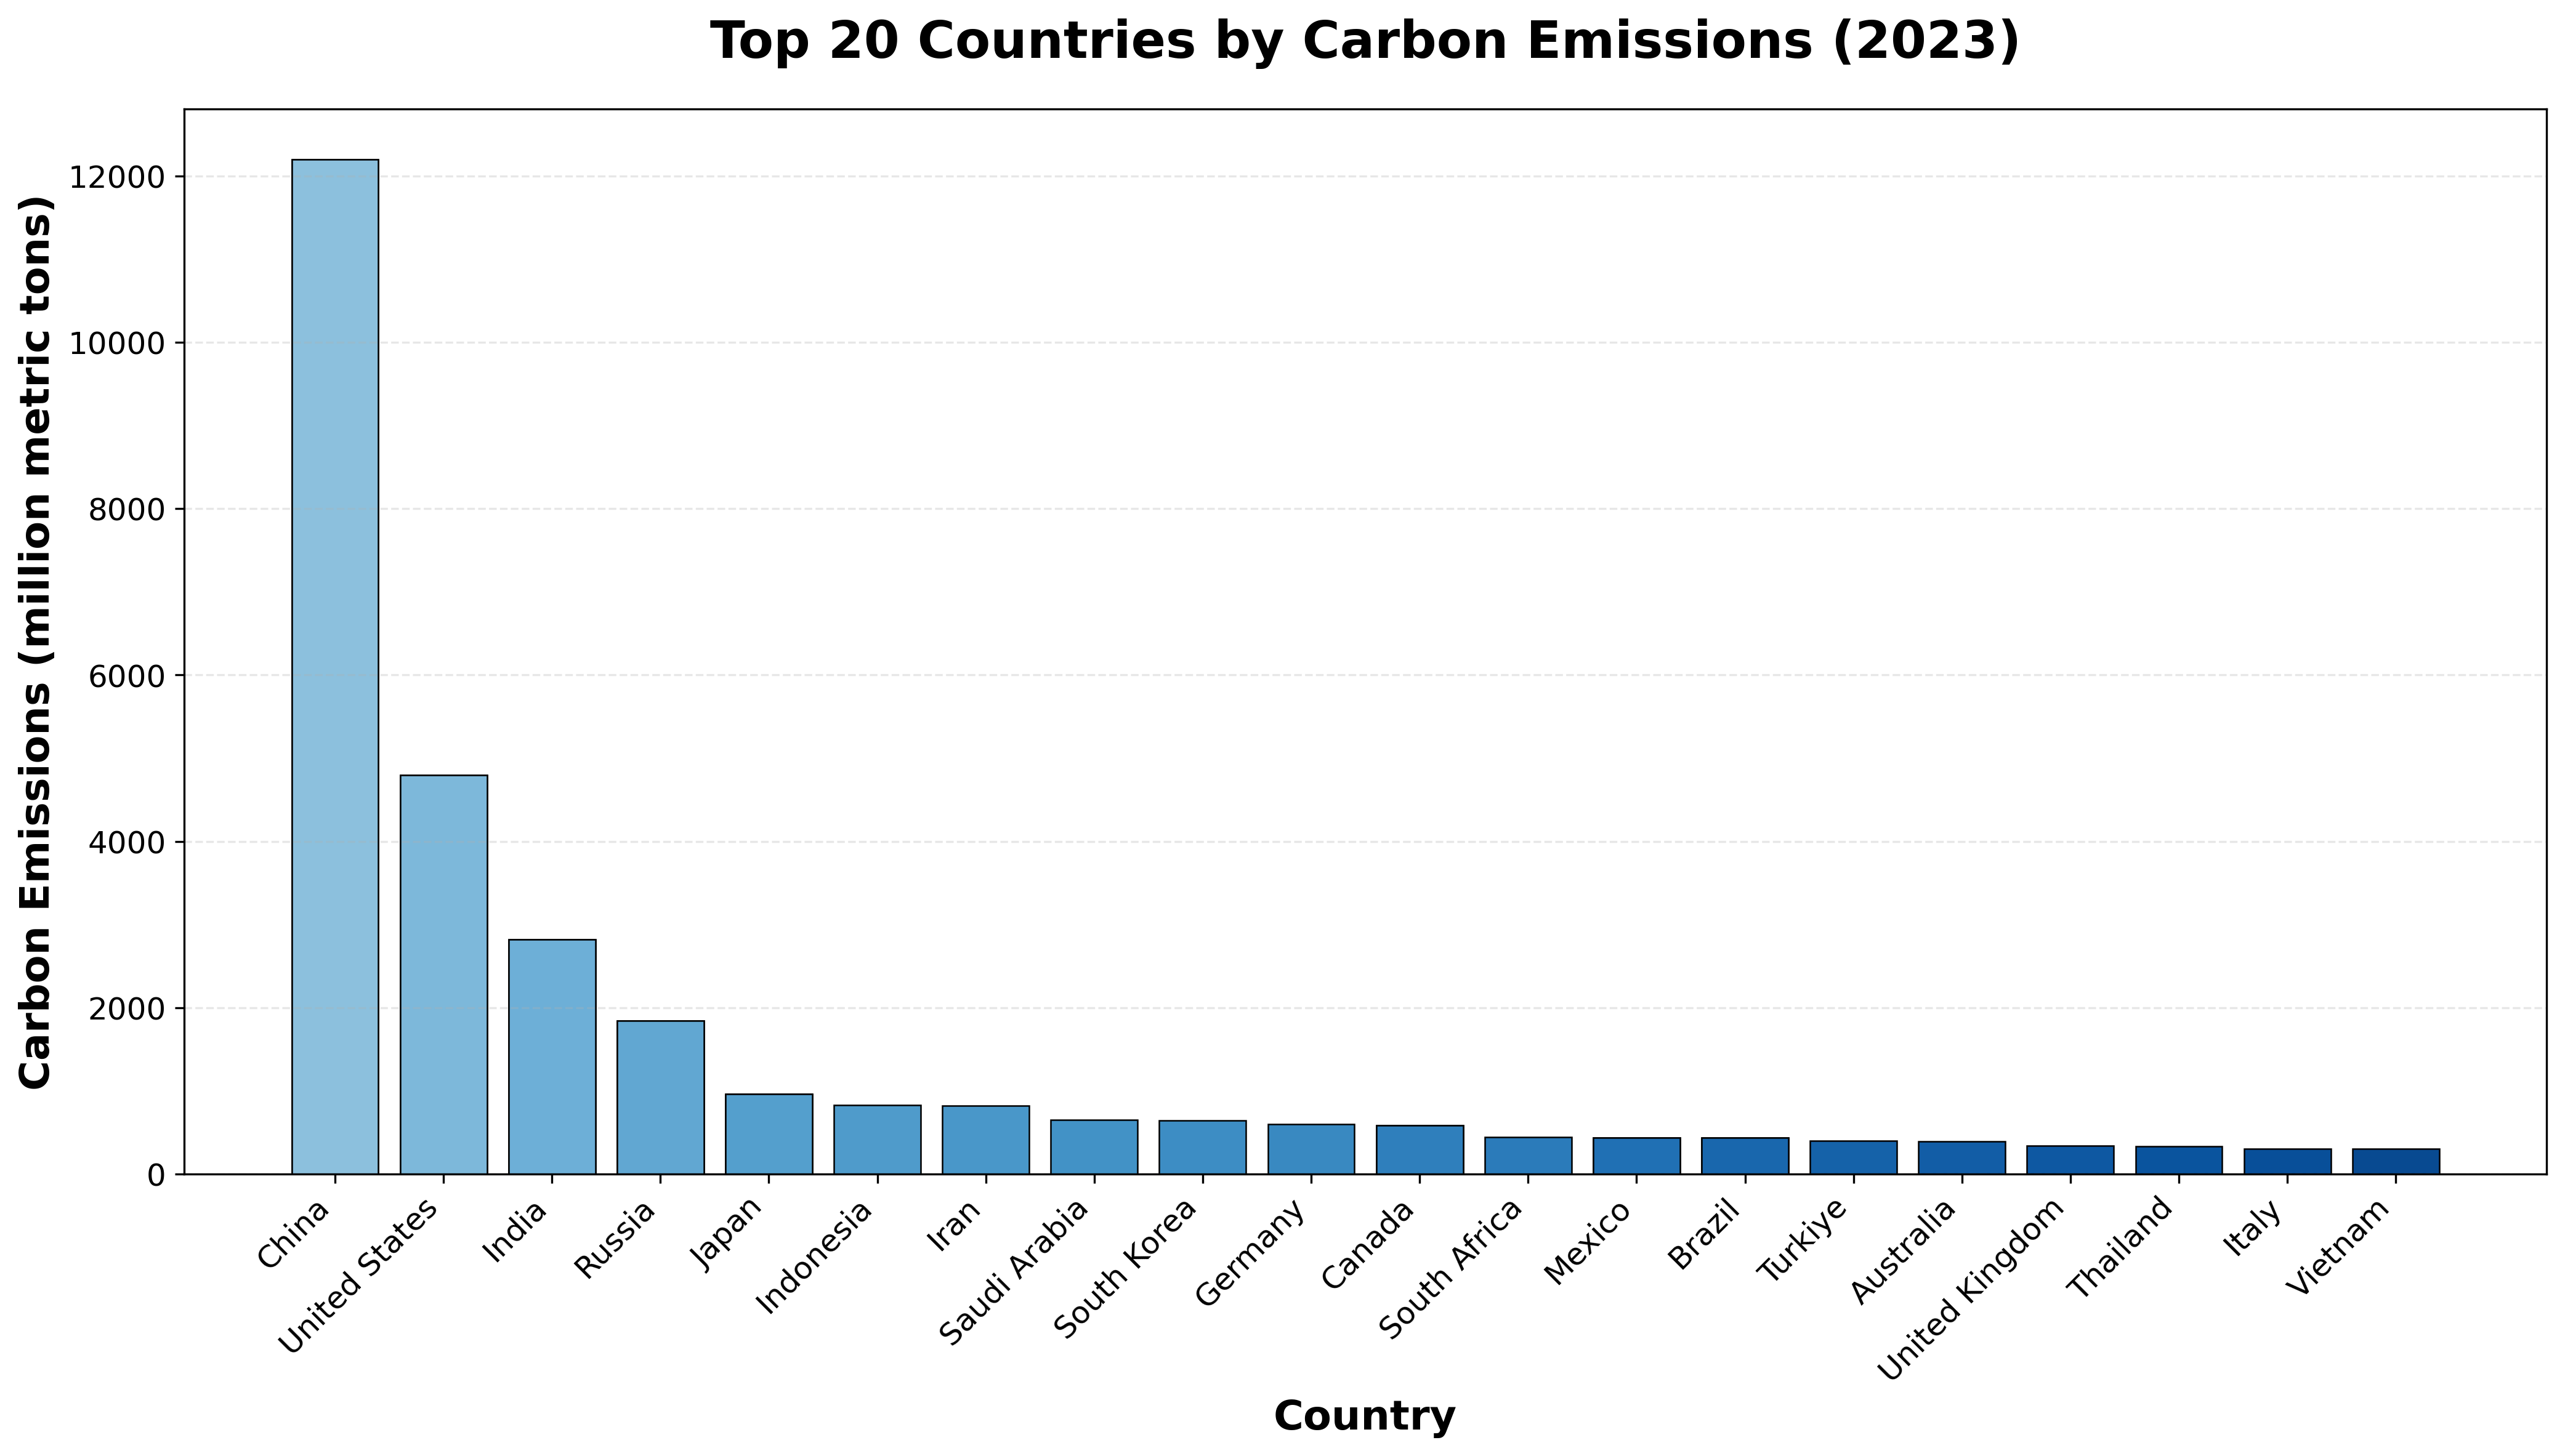 Top 20 Countries by Carbon Emissions (2023)
Carbon Emissions (million metric tons)
12000
10000
8000
6000
4000
2000
0
China
United States
India
Russia
Japan
Indonesia
Iran
Saudi Arabia
South Korea
Germany
Canada
South Africa
Mexico
Brazil
Turkiye
Australia
United Kingdom
Thailand
Italy
Vietnam
Country